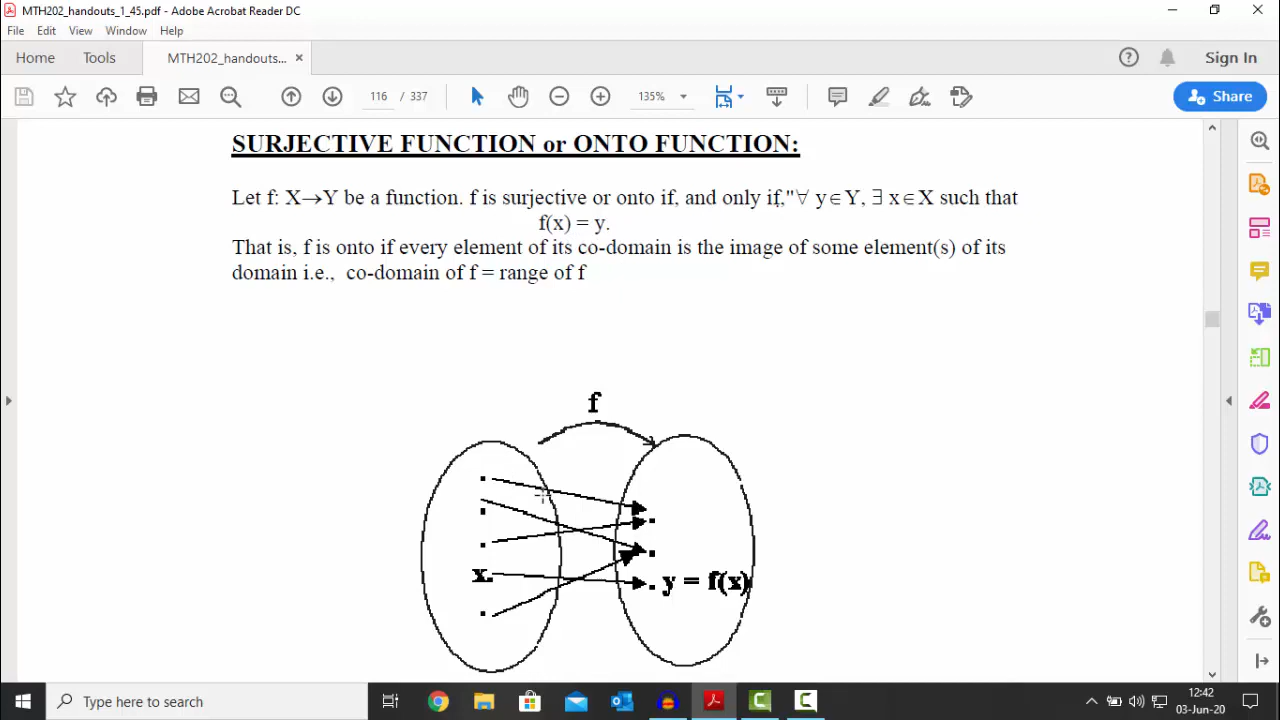 MTH202_handouts_1_45.pdf - Adobe Acrobat Reader DC
File Edit View Window Help
Home Tools MTH202_handouts... × Sign In
116 / 337 135% Share
SURJECTIVE FUNCTION or ONTO FUNCTION:
Let f: X→Y be a function. f is surjective or onto if, and only if,"∀ y∈Y, ∃ x∈X such that
f(x) = y.
That is, f is onto if every element of its co-domain is the image of some element(s) of its
domain i.e., co-domain of f = range of f
f
x.
. y = f(x)
Type here to search
12:42
03-Jun-20